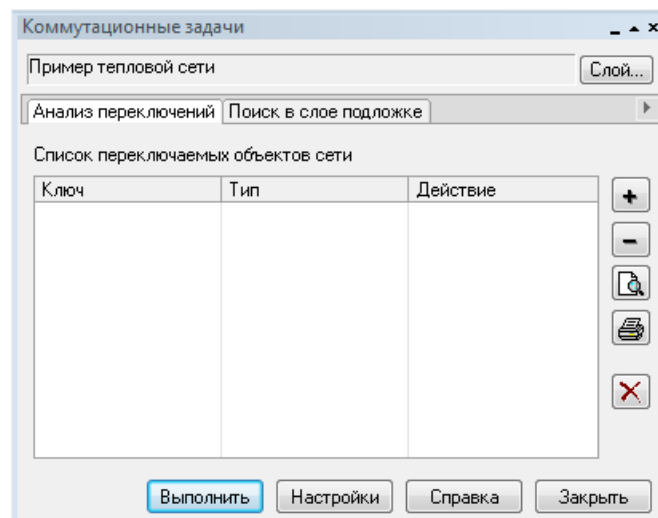 Коммутационные задачи
Пример тепловой сети
Слой...
Анализ переключений Поиск в слое подложке
Список переключаемых объектов сети
Ключ Тип Действие
Выполнить Настройки Справка Закрыть